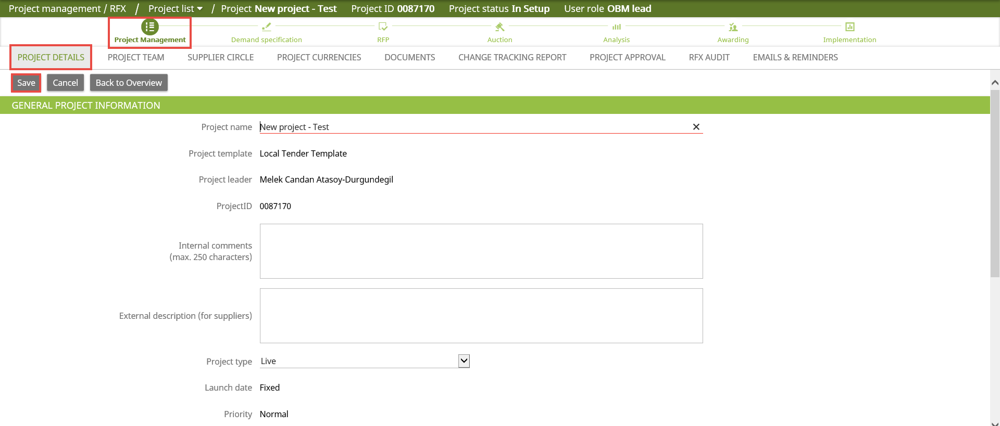 Project management / RFX / Project list / Project New project - Test Project ID 0087170 Project status In Setup User role OBM lead
Project Management Demand specification RFP Auction Analysis Awarding Implementation
PROJECT DETAILS PROJECT TEAM SUPPLIER CIRCLE PROJECT CURRENCIES DOCUMENTS CHANGE TRACKING REPORT PROJECT APPROVAL RFX AUDIT EMAILS & REMINDERS
Save Cancel Back to Overview
GENERAL PROJECT INFORMATION
Project name New project - Test
Project template Local Tender Template
Project leader Melek Candan Atasoy-Durgundegil
ProjectID 0087170
Internal comments
(max. 250 characters)
External description (for suppliers)
Project type Live
Launch date Fixed
Priority Normal